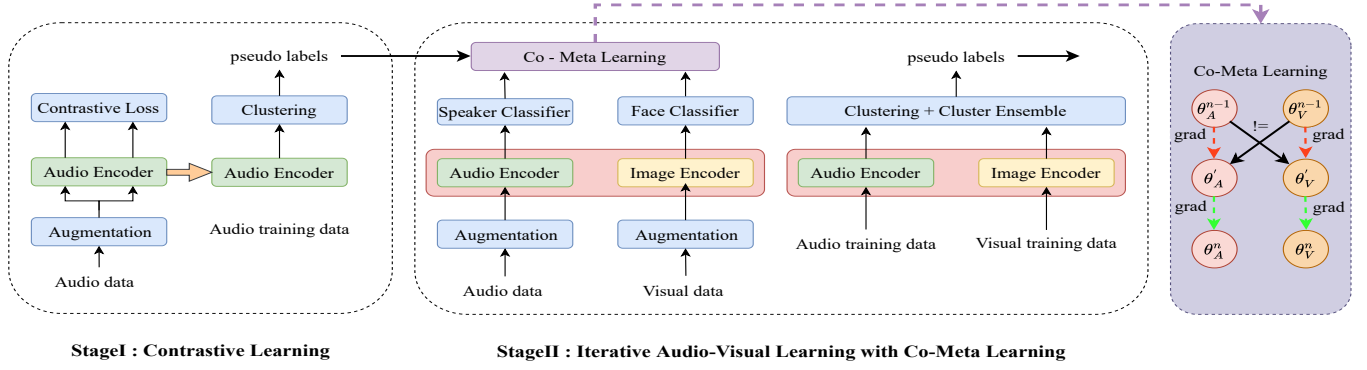 pseudo labels
Contrastive Loss
Clustering
Audio Encoder
Audio Encoder
Augmentation
Audio training data
Audio data
StageI : Contrastive Learning
Co - Meta Learning
pseudo labels
Speaker Classifier
Face Classifier
Clustering + Cluster Ensemble
Audio Encoder
Image Encoder
Audio Encoder
Image Encoder
Augmentation
Augmentation
Audio training data
Visual training data
Audio data
Visual data
StageII : Iterative Audio-Visual Learning with Co-Meta Learning
Co-Meta Learning
θ_A^{n-1}
θ_V^{n-1}
!=
grad
grad
θ_A^'
θ_V^'
grad
grad
θ_A^n
θ_V^n